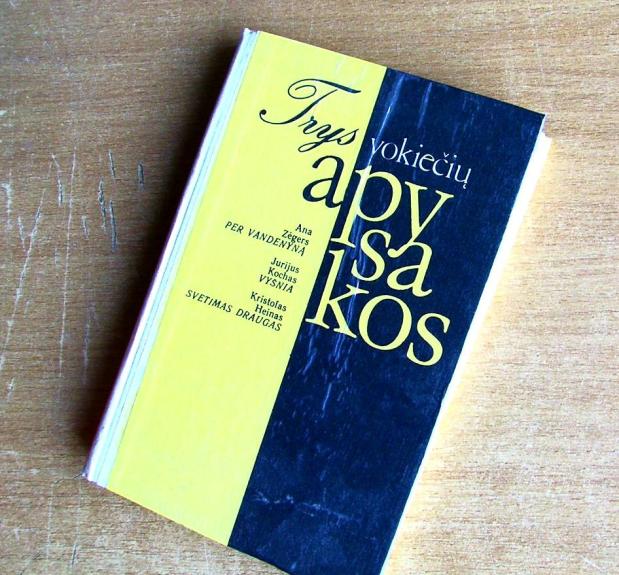 Trys vokiečių
apy
sa
kos
Ana
Zėgers
PER VANDENYNĄ
Jurijus
Kochas
VYŠNIA
Kristofas
Heinas
SVETIMAS DRAUGAS